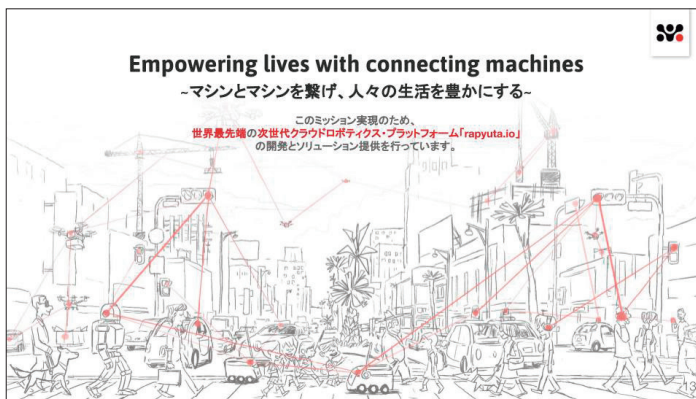 Empowering lives with connecting machines
~マシンとマシンを繋げ、人々の生活を豊かにする~
このミッション実現のため、
世界最先端の次世代クラウドロボティクス・プラットフォーム「rapyuta.io」
の開発とソリューション提供を行っています。
13